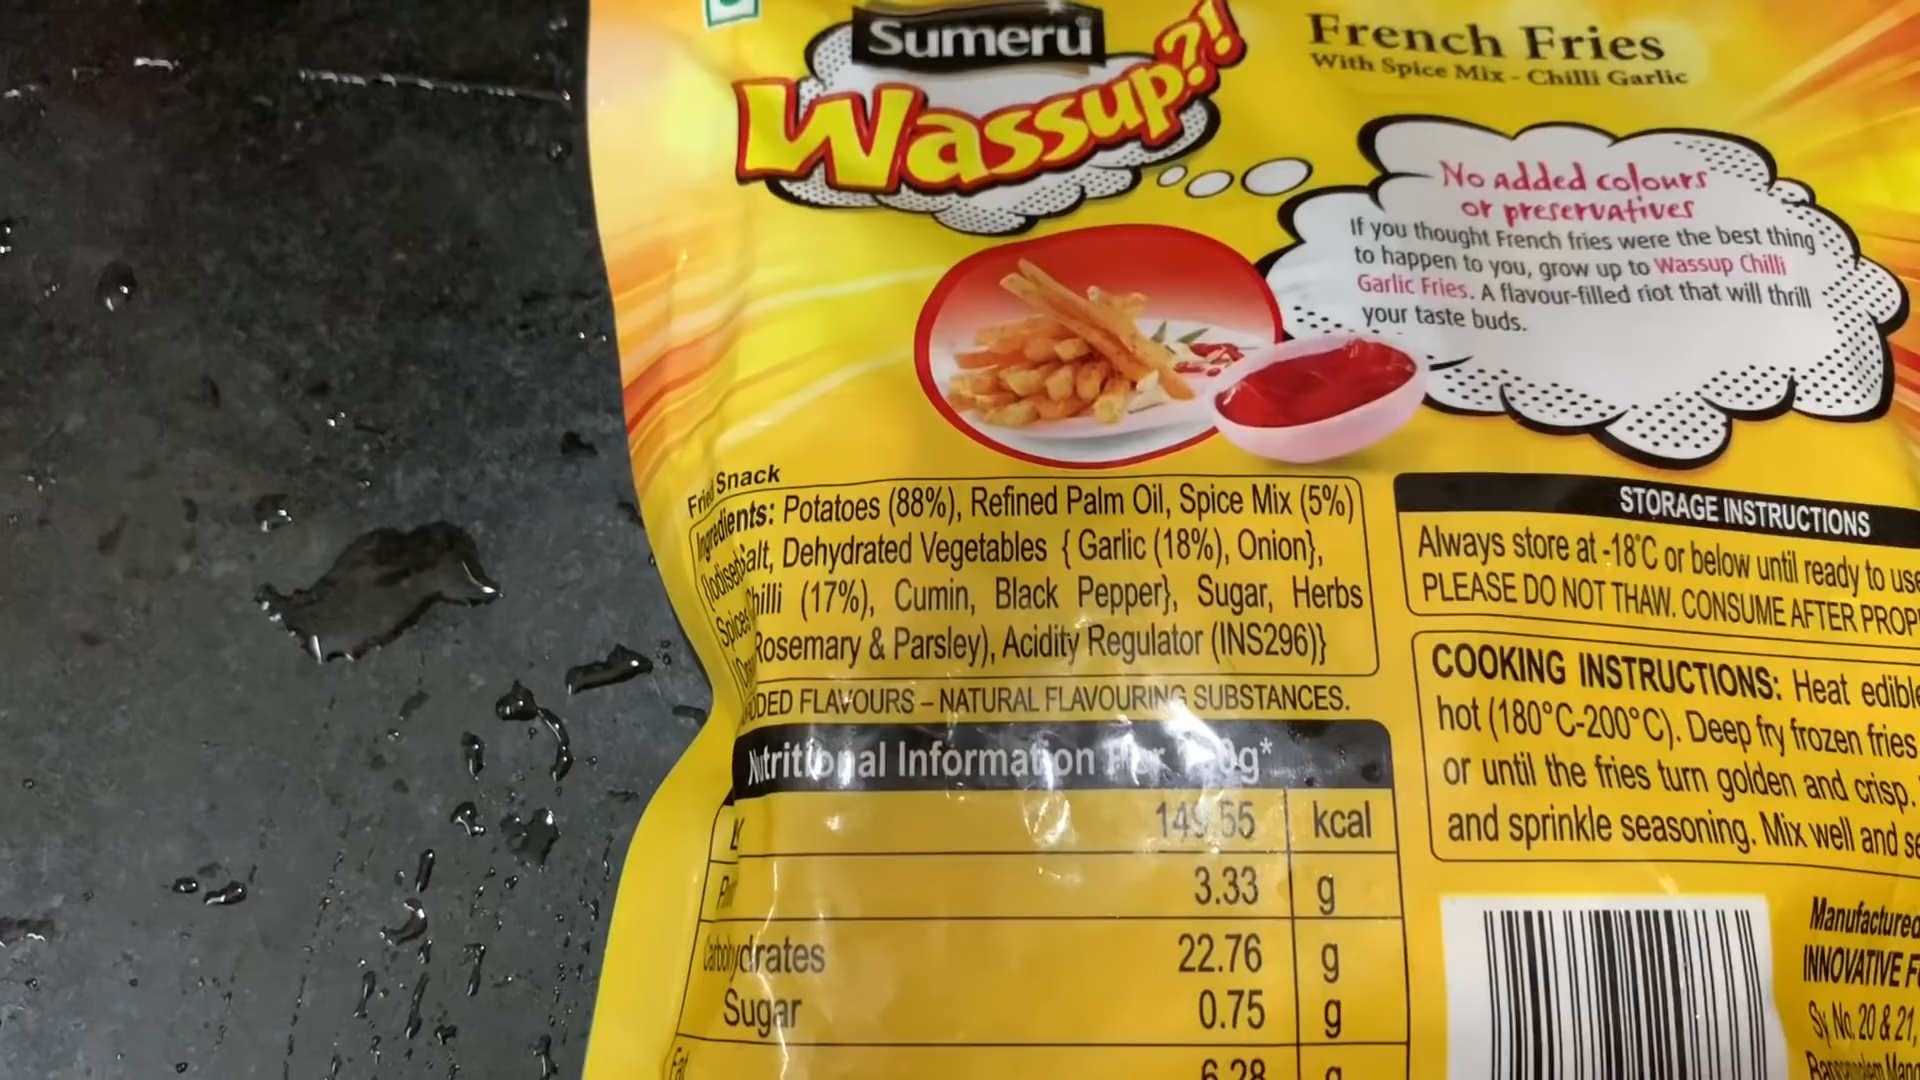 Sumeru
Wassup?!
French Fries
With Spice Mix - Chilli Garlic
No added colours
or preservatives
If you thought French fries were the best thing
to happen to you, grow up to Wassup Chilli
Garlic Fries. A flavour-filled riot that will thrill
your taste buds.
Fried Snack
Ingredients: Potatoes (88%), Refined Palm Oil, Spice Mix (5%)
(Iodised Salt, Dehydrated Vegetables { Garlic (18%), Onion},
Spices Chilli (17%), Cumin, Black Pepper}, Sugar, Herbs
Rosemary & Parsley), Acidity Regulator (INS296)}
FLAVOURS – NATURAL FLAVOURING SUBSTANCES.
Nutritional Information
149.55 kcal
3.33 g
Carbohydrates 22.76 g
Sugar 0.75 g
6.28 g
STORAGE INSTRUCTIONS
Always store at -18°C or below until ready to use
PLEASE DO NOT THAW. CONSUME AFTER
COOKING INSTRUCTIONS: Heat
hot (180°C-200°C). Deep fry frozen fries
or until the fries turn golden and crisp.
and sprinkle seasoning. Mix well and
Manufactured
INNOVATIVE
Sy No. 20 & 21,